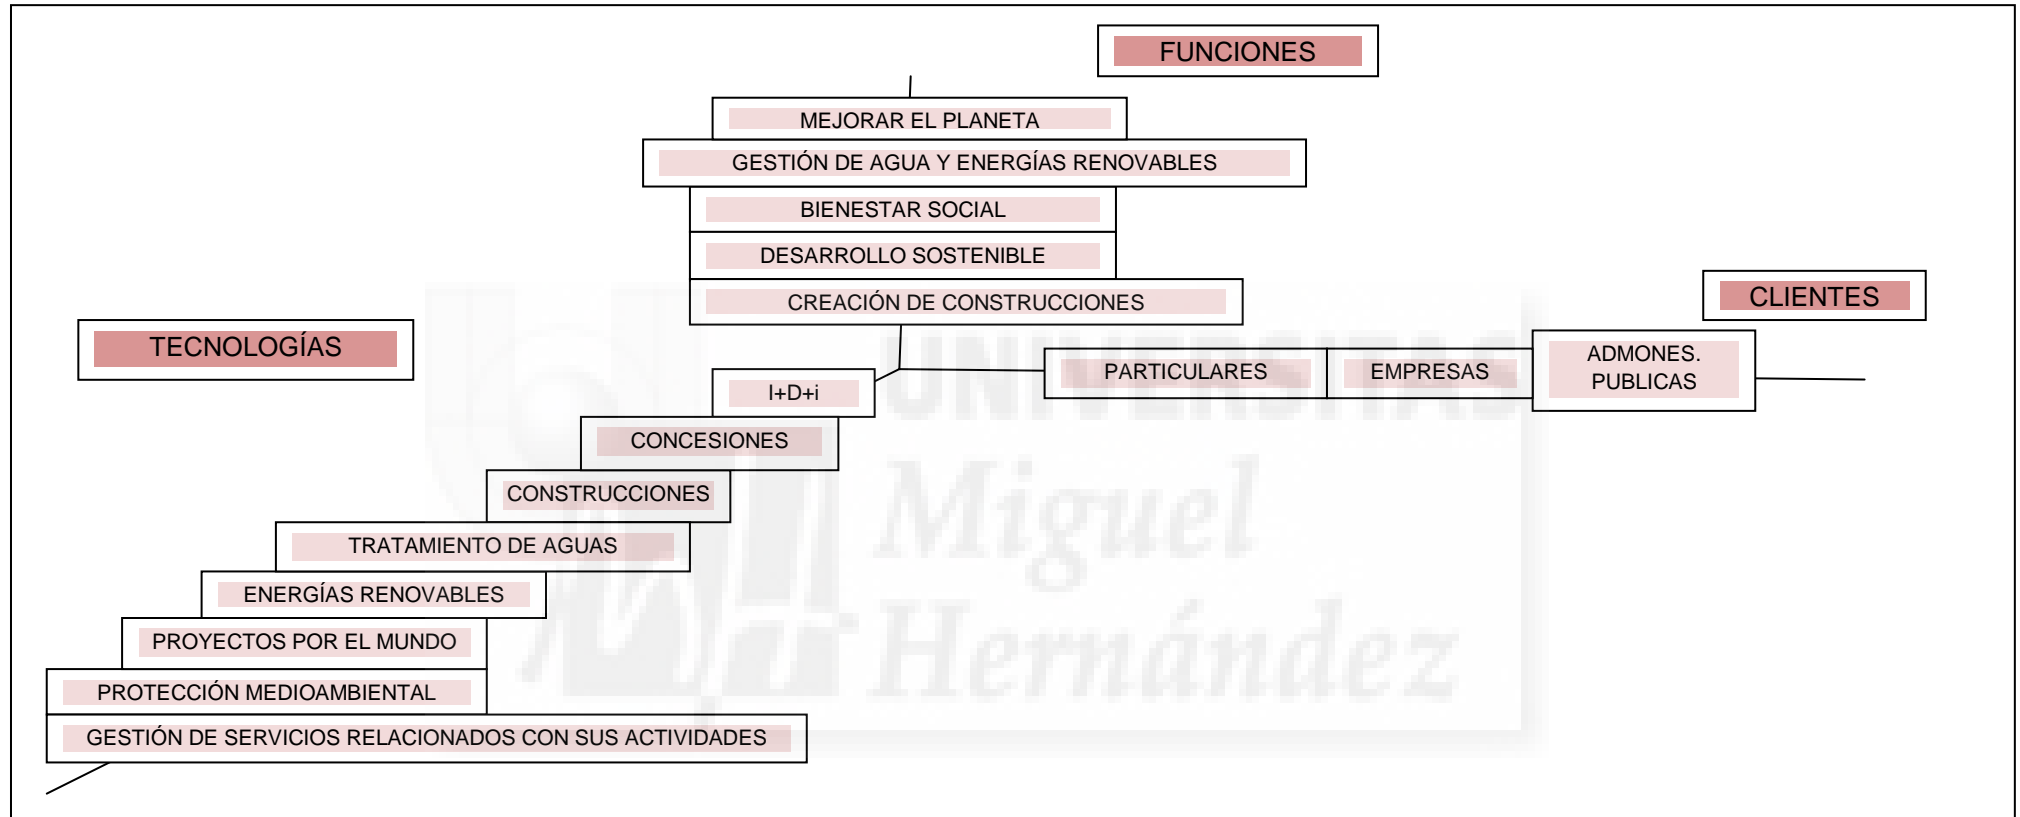 FUNCIONES
MEJORAR EL PLANETA
GESTIÓN DE AGUA Y ENERGÍAS RENOVABLES
BIENESTAR SOCIAL
DESARROLLO SOSTENIBLE
CREACIÓN DE CONSTRUCCIONES
CLIENTES
TECNOLOGÍAS
PARTICULARES
EMPRESAS
ADMONES.
PUBLICAS
I+D+i
CONCESIONES
CONSTRUCCIONES
TRATAMIENTO DE AGUAS
ENERGÍAS RENOVABLES
PROYECTOS POR EL MUNDO
PROTECCIÓN MEDIOAMBIENTAL
GESTIÓN DE SERVICIOS RELACIONADOS CON SUS ACTIVIDADES
UNIVERSITAS
Miguel
Hernández